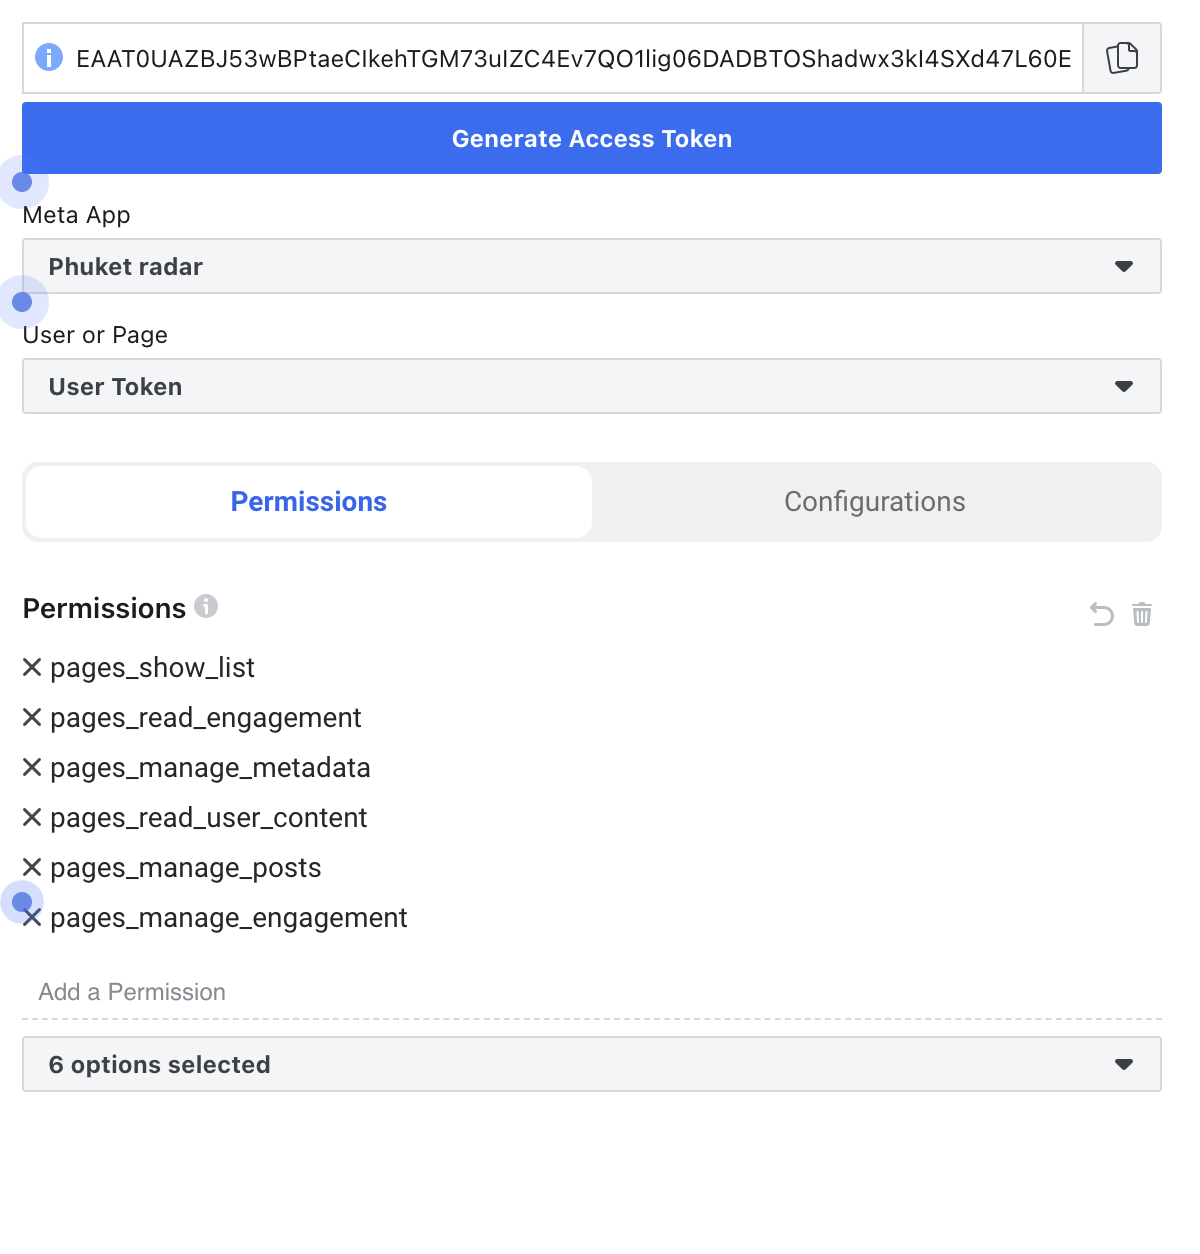 EAAT0UAZBJ53wBPtaeCIkehTGM73uIZC4Ev7QO1lig06DADBTOShadwx3kI4SXd47L60E
Generate Access Token
Meta App
Phuket radar
User or Page
User Token
Permissions
Configurations
Permissions
pages_show_list
pages_read_engagement
pages_manage_metadata
pages_read_user_content
pages_manage_posts
pages_manage_engagement
Add a Permission
6 options selected